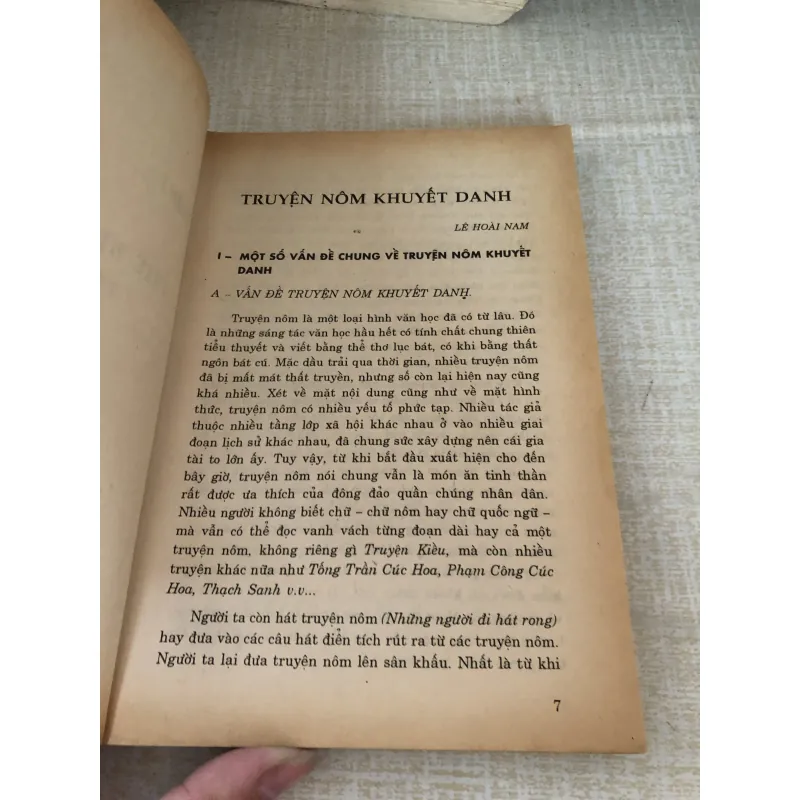 TRUYỆN NÔM KHUYẾT DANH
LÊ HOÀI NAM
I – MỘT SỐ VẤN ĐỀ CHUNG VỀ TRUYỆN NÔM KHUYẾT
DANH
A – VẤN ĐỀ TRUYỆN NÔM KHUYẾT DANH.
Truyện nôm là một loại hình văn học đã có từ lâu. Đó
là những sáng tác văn học hầu hết có tính chất chung thiên
tiểu thuyết và viết bằng thể thơ lục bát, có khi bằng thất
ngôn bát cú. Mặc dầu trải qua thời gian, nhiều truyện nôm
đã bị mất mát thất truyền, nhưng số còn lại hiện nay cũng
khá nhiều. Xét về mặt nội dung cũng như về mặt hình
thức, truyện nôm có nhiều yếu tố phức tạp. Nhiều tác giả
thuộc nhiều tầng lớp xã hội khác nhau ở vào nhiều giai
đoạn lịch sử khác nhau, đã chung sức xây dựng nên cái gia
tài to lớn ấy. Tuy vậy, từ khi bắt đầu xuất hiện cho đến
bây giờ, truyện nôm nói chung vẫn là món ăn tinh thần
rất được ưa thích của đông đảo quần chúng nhân dân.
Nhiều người không biết chữ – chữ nôm hay chữ quốc ngữ –
mà vẫn có thể đọc vanh vách từng đoạn dài hay cả một
truyện nôm, không riêng gì Truyện Kiều, mà còn nhiều
truyện khác nữa như Tống Trần Cúc Hoa, Phạm Công Cúc
Hoa, Thạch Sanh v.v...
Người ta còn hát truyện nôm (Những người đi hát rong)
hay đưa vào các câu hát điển tích rút ra từ các truyện nôm.
Người ta lại đưa truyện nôm lên sân khấu. Nhất là từ khi
7